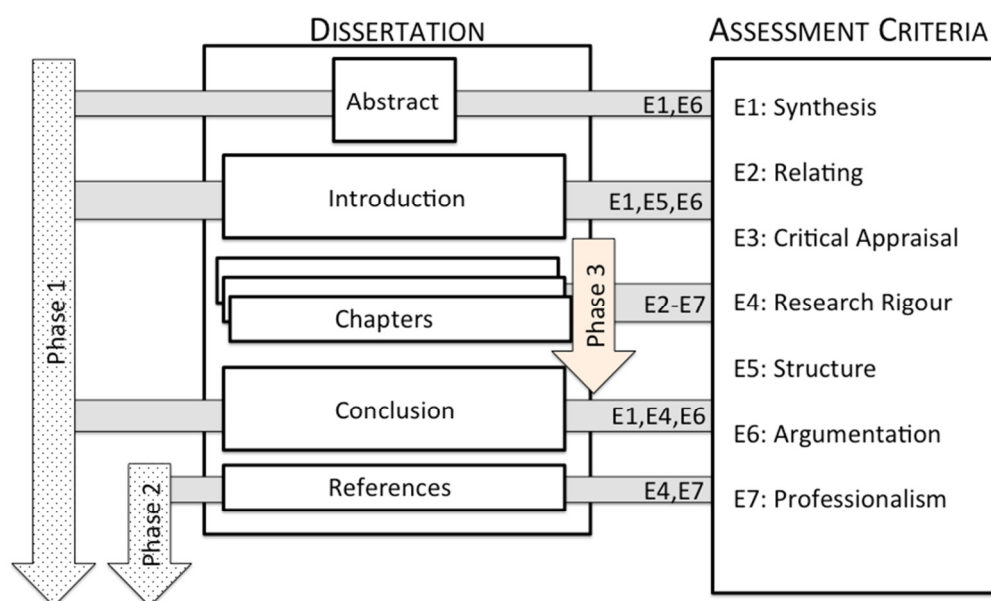 DISSERTATION
ASSESSMENT CRITERIA
Abstract
E1,E6
Introduction
E1,E5,E6
Chapters
E2-E7
Conclusion
E1,E4,E6
References
E4,E7
Phase 1
Phase 2
Phase 3
E1: Synthesis
E2: Relating
E3: Critical Appraisal
E4: Research Rigour
E5: Structure
E6: Argumentation
E7: Professionalism